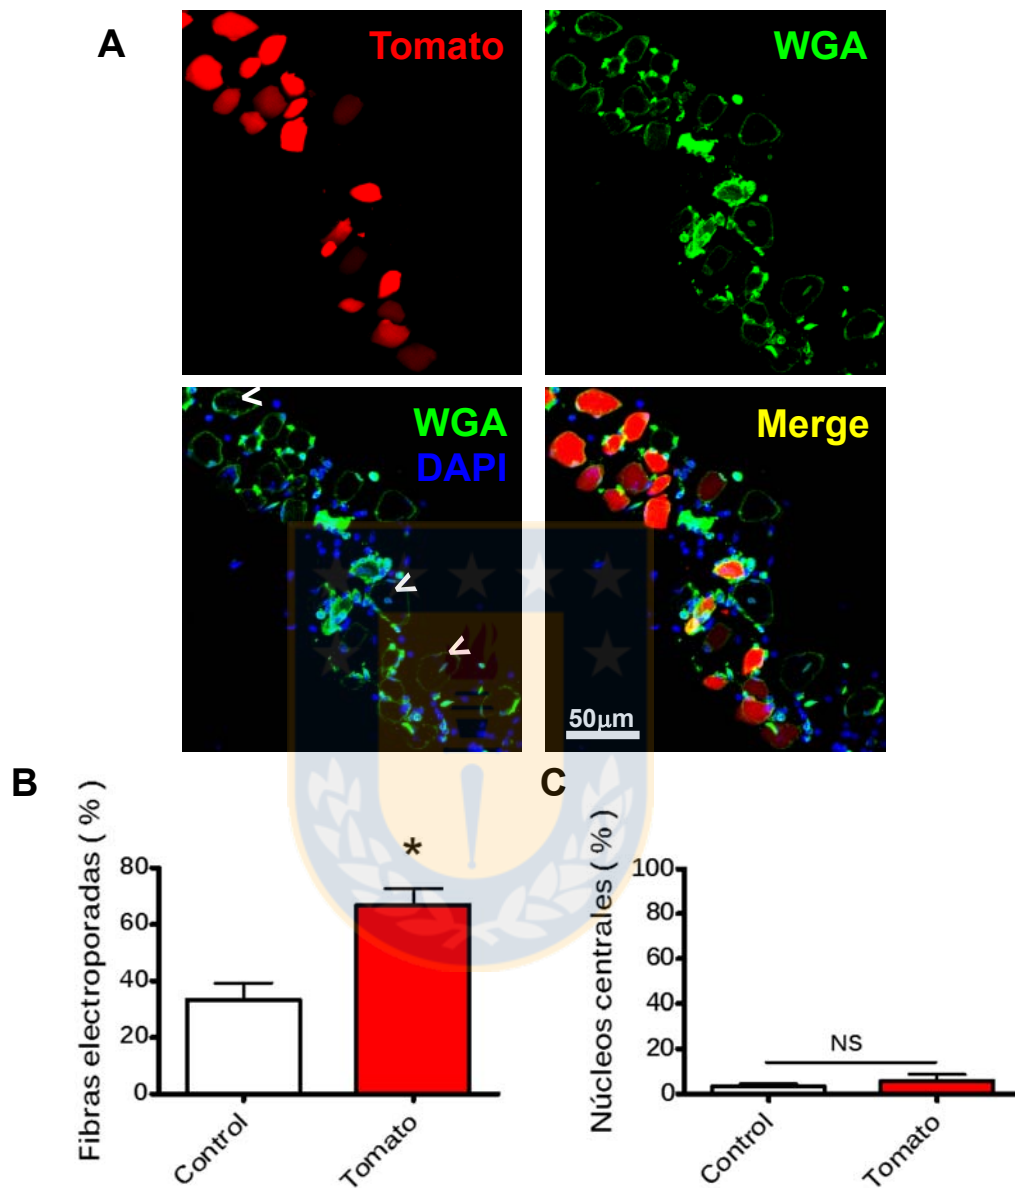 A
Tomato
WGA
WGA
DAPI
Merge
50μm
B
Fibras electroporadas ( % )
80
60
40
20
0
*
Control
Tomato
C
Núcleos centrales ( % )
100
80
60
40
20
0
NS
Control
Tomato